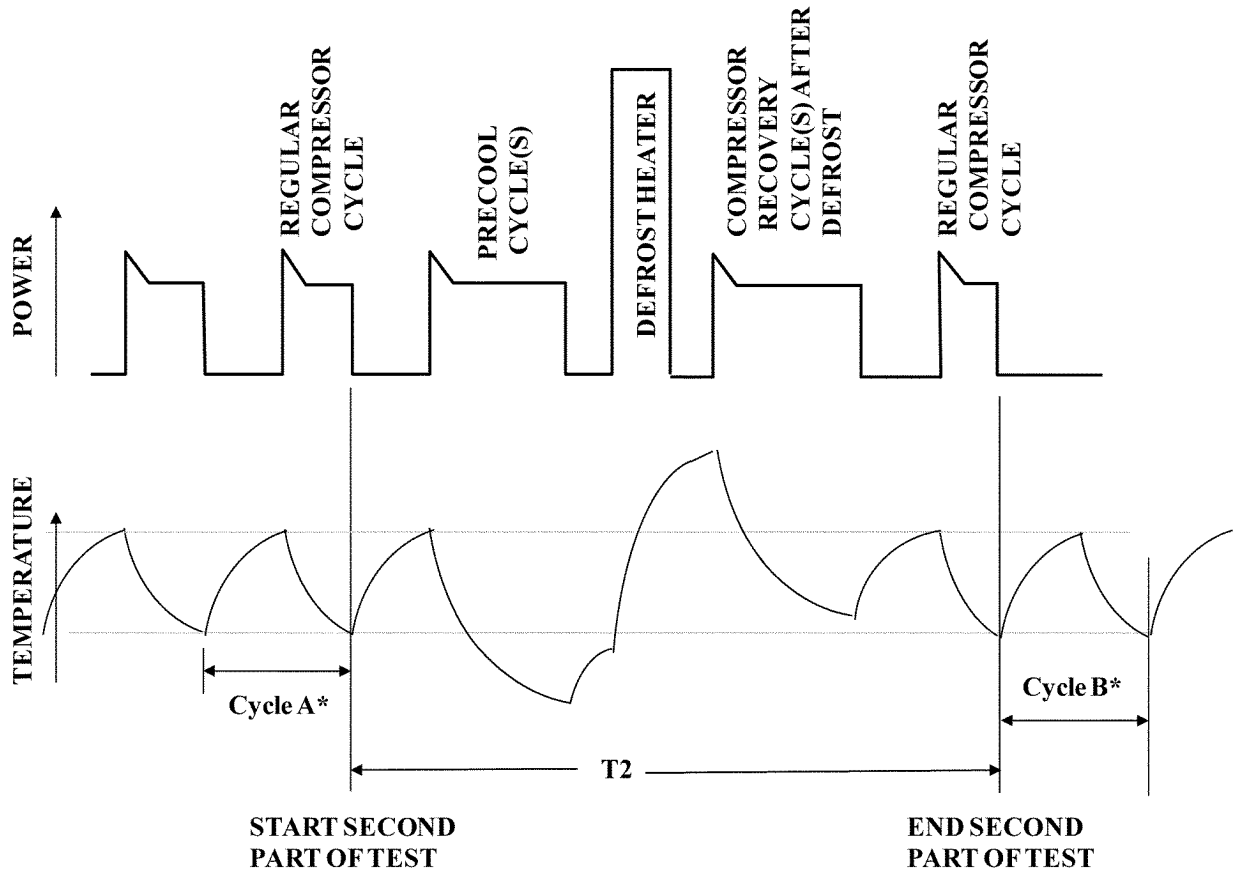 POWER
REGULAR
COMPRESSOR
CYCLE
PRECOOL
CYCLE(S)
DEFROST HEATER
COMPRESSOR
RECOVERY
CYCLE(S) AFTER
DEFROST
REGULAR
COMPRESSOR
CYCLE
TEMPERATURE
Cycle A*
Cycle B*
T2
START SECOND
PART OF TEST
END SECOND
PART OF TEST